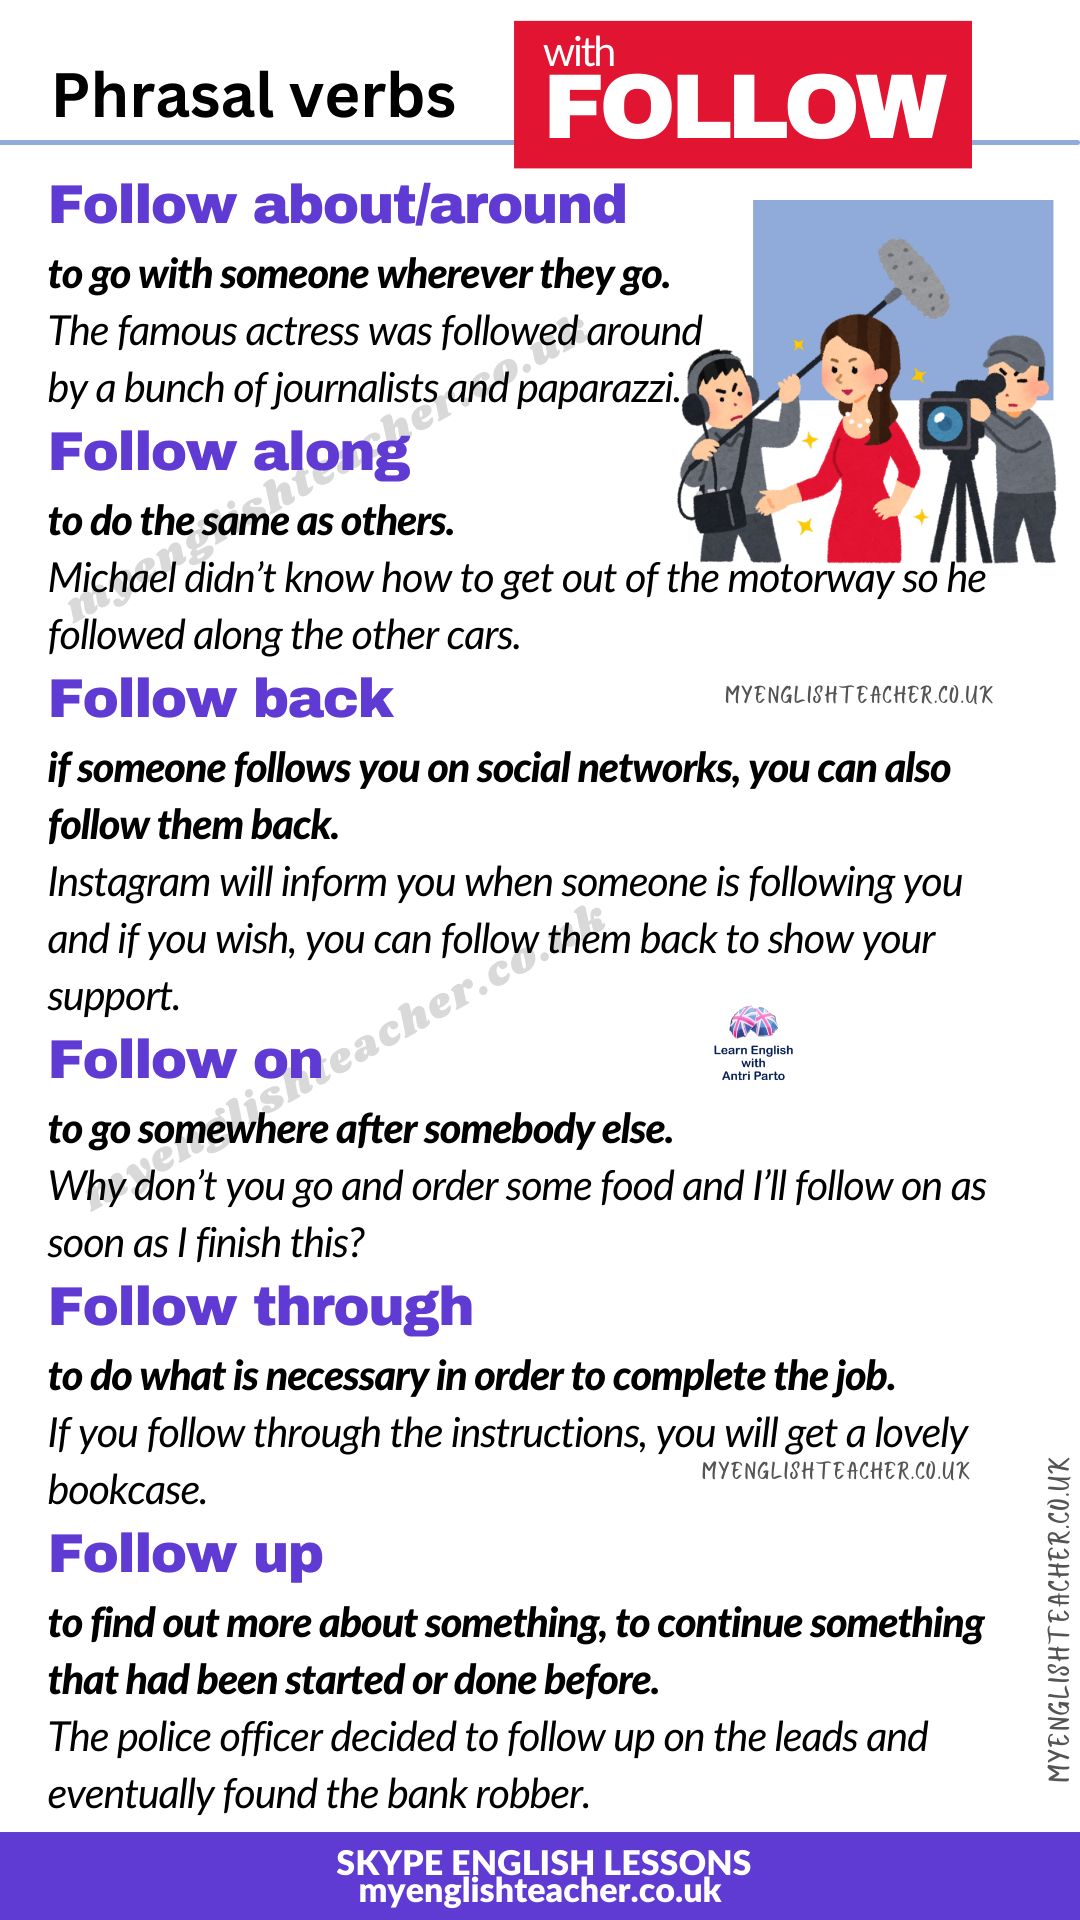 Phrasal verbs
with
FOLLOW
Follow about/around
to go with someone wherever they go.
The famous actress was followed around
by a bunch of journalists and paparazzi.
Follow along
to do the same as others.
Michael didn't know how to get out of the motorway so he
followed along the other cars.
myenglishteacher.co.uk
Follow back
MYENGLISHTEACHER.CO.UK
if someone follows you on social networks, you can also
follow them back.
Instagram will inform you when someone is following you
and if you wish, you can follow them back to show your
support.
Learn English
with
Antri Parto
Follow on
to go somewhere after somebody else.
Why don't you go and order some food and I'll follow on as
soon as I finish this?
myenglishteacher.co.uk
Follow through
to do what is necessary in order to complete the job.
If you follow through the instructions, you will get a lovely
bookcase.
MYENGLISHTEACHER.CO.UK
Follow up
to find out more about something, to continue something
that had been started or done before.
The police officer decided to follow up on the leads and
eventually found the bank robber.
MYENGLISHTEACHER.CO.UK
SKYPE ENGLISH LESSONS
myenglishteacher.co.uk